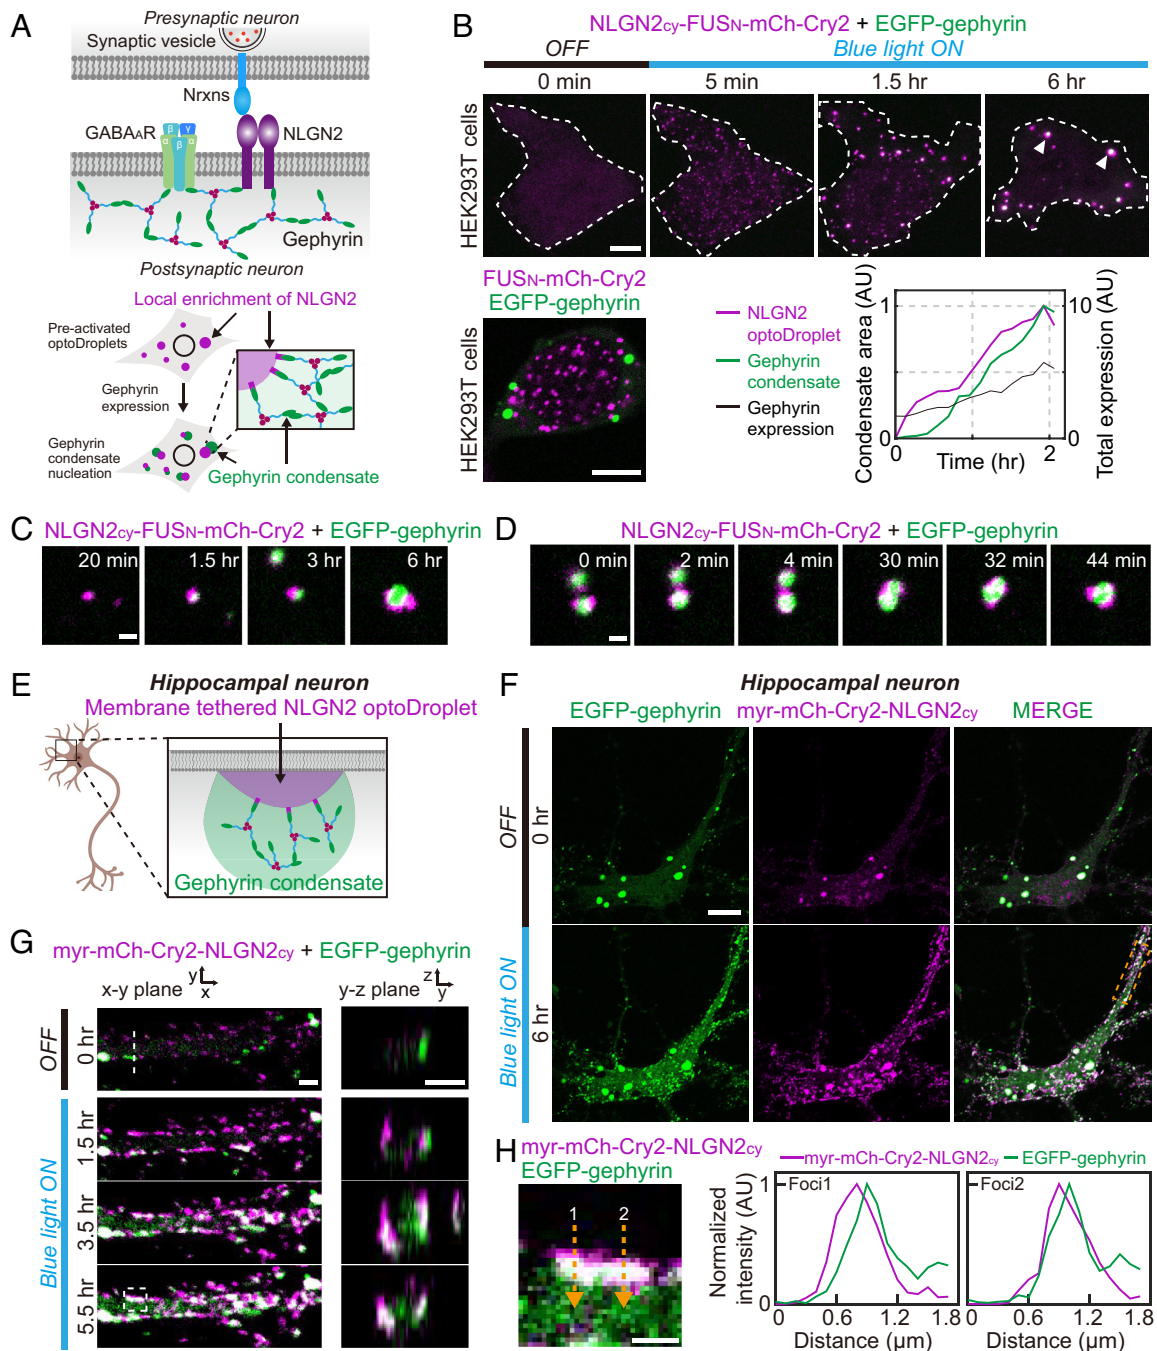 A
Presynaptic neuron
Synaptic vesicle
Nrxns
GABAAR
β
γ
α
β
α
NLGN2
Gephyrin
Postsynaptic neuron
Local enrichment of NLGN2
Pre-activated
optoDroplets
Gephyrin
expression
Gephyrin
condensate
nucleation
Gephyrin condensate
B
NLGN2cy-FUSN-mCh-Cry2 + EGFP-gephyrin
OFF
Blue light ON
0 min
5 min
1.5 hr
6 hr
HEK293T cells
FUSN-mCh-Cry2
EGFP-gephyrin
HEK293T cells
NLGN2
optoDroplet
Gephyrin
condensate
Gephyrin
expression
Condensate area (AU)
1
0
10
0
Total expression (AU)
0
2
Time (hr)
C
NLGN2cy-FUSN-mCh-Cry2 + EGFP-gephyrin
20 min
1.5 hr
3 hr
6 hr
D
NLGN2cy-FUSN-mCh-Cry2 + EGFP-gephyrin
0 min
2 min
4 min
30 min
32 min
44 min
E
Hippocampal neuron
Membrane tethered NLGN2 optoDroplet
Gephyrin condensate
F
Hippocampal neuron
EGFP-gephyrin
myr-mCh-Cry2-NLGN2cy
MERGE
OFF
0 hr
Blue light ON
6 hr
G
myr-mCh-Cry2-NLGN2cy + EGFP-gephyrin
x-y plane
y
x
y-z plane
z
y
OFF
0 hr
Blue light ON
1.5 hr
3.5 hr
5.5 hr
H
myr-mCh-Cry2-NLGN2cy
EGFP-gephyrin
1
2
myr-mCh-Cry2-NLGN2cy
EGFP-gephyrin
Normalized
intensity (AU)
1
0
Foci1
Foci2
0
0.6
1.2
1.8
0
0.6
1.2
1.8
Distance (µm)
Distance (µm)